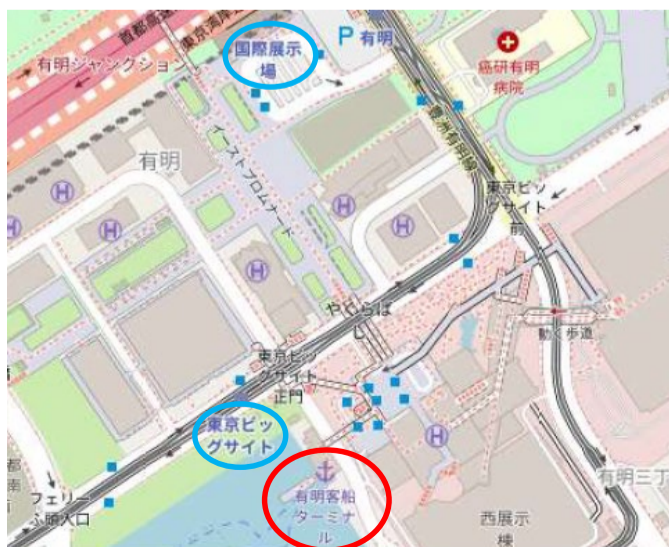 首都高速
東京湾岸
国際展示
場
P 有明
有明ジャンクション
癌研有明
病院
有明
イーストプロムナード
豊洲有明線
東京ビッ
グサイト
前
H
H
H
H
H
やぐらば
し
動く歩道
東京ビッ
グサイト
正門
東京ビッ
グサイト
H
フェリー
ふ頭入口
有明客船
ターミナ
ル
西展示
棟
有明三丁